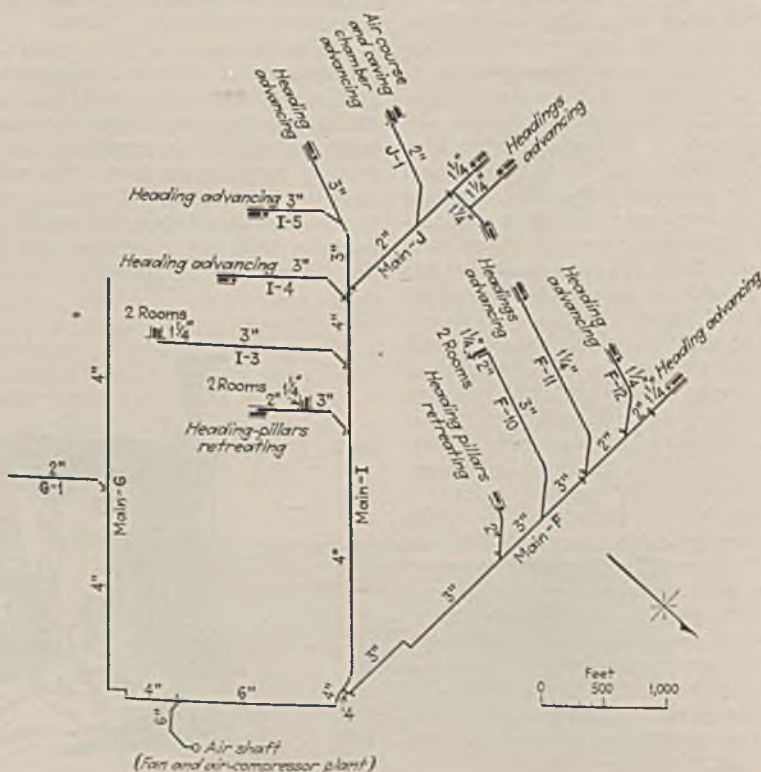 Air course
and caving
chamber
advancing
Heading
advancing
Headings
advancing
J-1
2"
1¼"
1¼"
1¼"
3"
Heading advancing 3"
I-5
3"
2"
Main-J
Heading advancing 3"
I-4
4"
2 Rooms 1¼"
3"
I-3
2 Rooms 1¼"
2" 3"
Heading-pillars
retreating
Headings
advancing
Heading
advancing
Heading advancing
1¼"
2"
2 Rooms
3"
F-10
1¼"
F-11
1¼"
F-12
2" 1¼"
2"
3"
Heading pillars
retreating
2"
3"
Main-F
3"
4"
2"
G-1
Main-G
4"
Main-I
4"
4" 6" 4"
4
6"
Air shaft
(Fan and air-compressor plant)
Feet
0 500 1,000